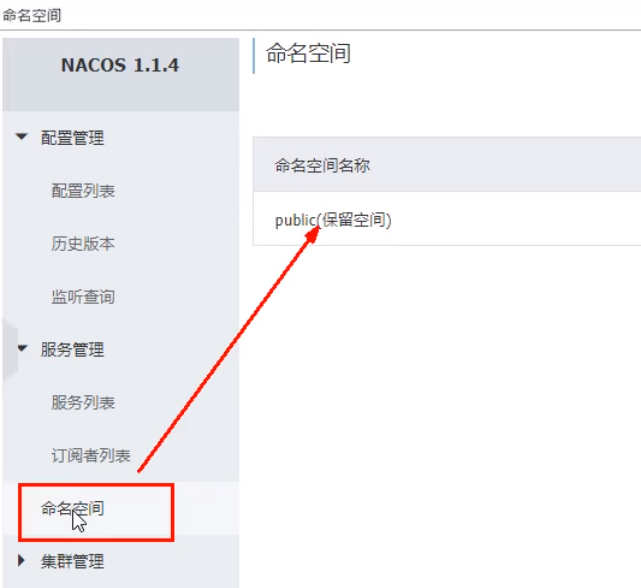 命名空间
NACOS 1.1.4
配置管理
配置列表
历史版本
监听查询
服务管理
服务列表
订阅者列表
命名空间
集群管理
命名空间
命名空间名称
public(保留空间)